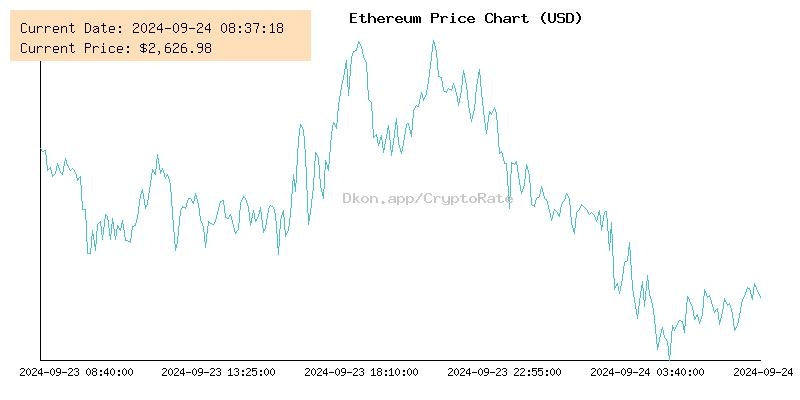 Ethereum Price Chart (USD)
Current Date: 2024-09-24 08:37:18
Current Price: $2,626.98
Dkon.app/CryptoRate
2024-09-23 08:40:00 2024-09-23 13:25:00 2024-09-23 18:10:00 2024-09-23 22:55:00 2024-09-24 03:40:00 2024-09-24